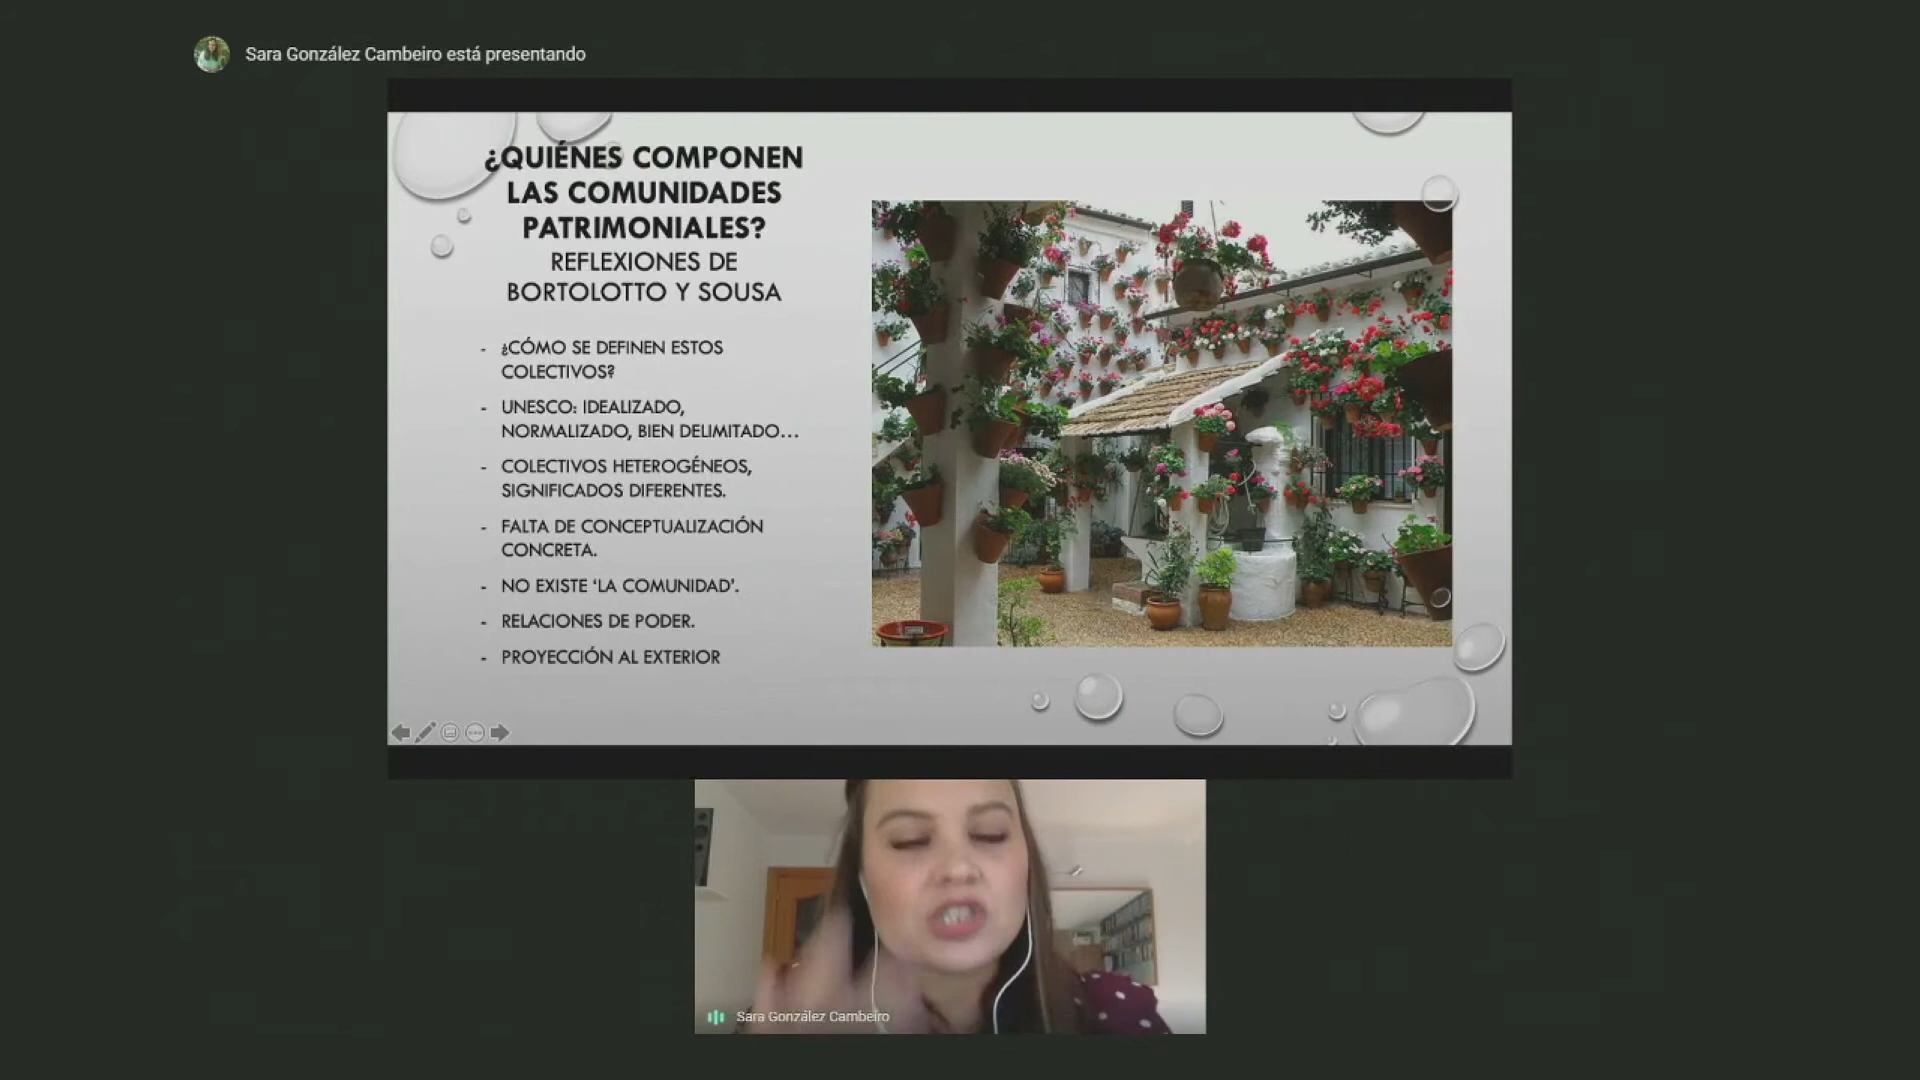 Sara González Cambeiro está presentando
¿QUIÉNES COMPONEN
LAS COMUNIDADES
PATRIMONIALES?
REFLEXIONES DE
BORTOLOTTO Y SOUSA
- ¿CÓMO SE DEFINEN ESTOS
COLECTIVOS?
- UNESCO: IDEALIZADO,
NORMALIZADO, BIEN DELIMITADO...
- COLECTIVOS HETEROGÉNEOS,
SIGNIFICADOS DIFERENTES.
- FALTA DE CONCEPTUALIZACIÓN
CONCRETA.
- NO EXISTE ‘LA COMUNIDAD’.
- RELACIONES DE PODER.
- PROYECCIÓN AL EXTERIOR
Sara González Cambeiro